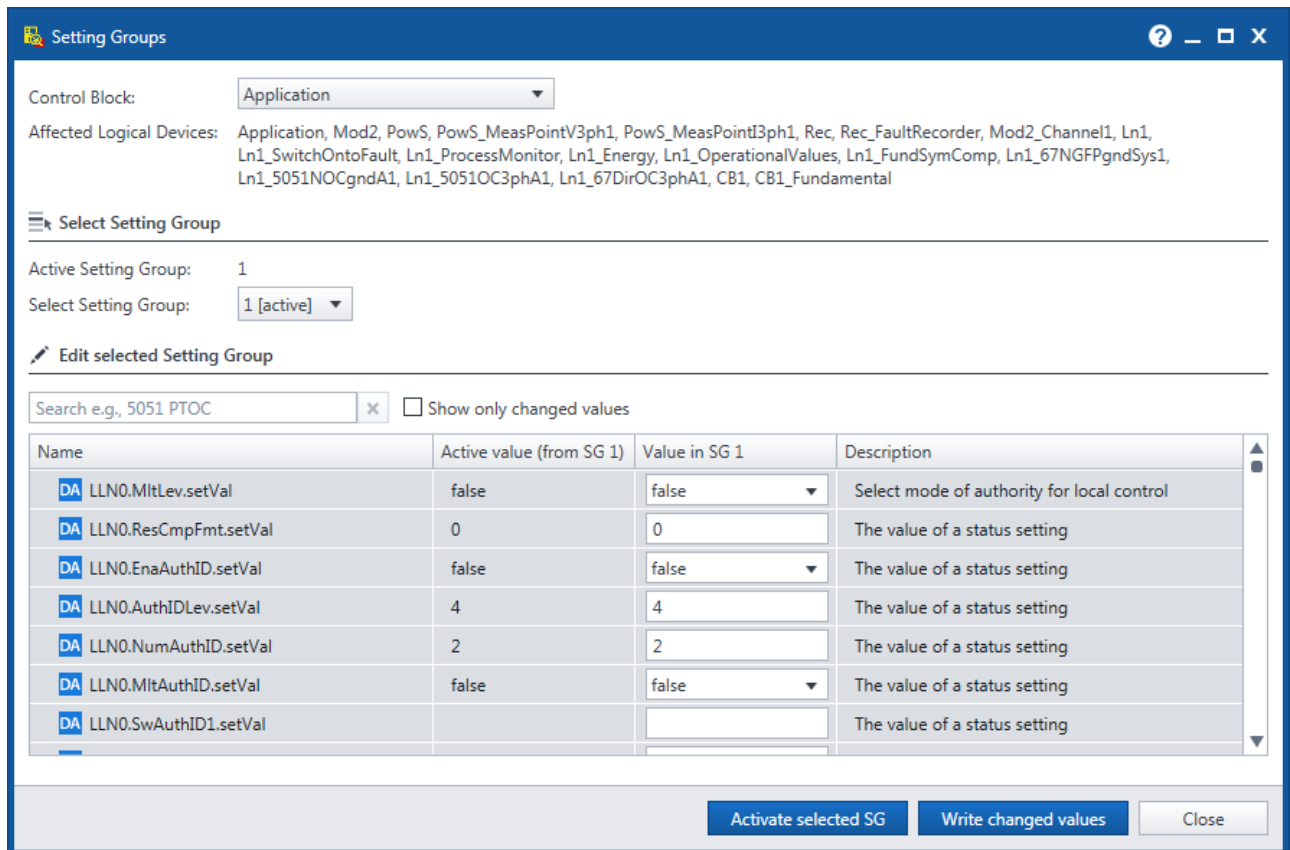 Setting Groups
Control Block: Application
Affected Logical Devices: Application, Mod2, PowS, PowS_MeasPointV3ph1, PowS_MeasPointI3ph1, Rec, Rec_FaultRecorder, Mod2_Channel1, Ln1,
Ln1_SwitchOntoFault, Ln1_ProcessMonitor, Ln1_Energy, Ln1_OperationalValues, Ln1_FundSymComp, Ln1_67NGFPgndSys1,
Ln1_5051NOCgndA1, Ln1_5051OC3phA1, Ln1_67DirOC3phA1, CB1, CB1_Fundamental
Select Setting Group
Active Setting Group: 1
Select Setting Group: 1 [active]
Edit selected Setting Group
Search e.g., 5051 PTOC Show only changed values
Name Active value (from SG 1) Value in SG 1 Description
DA LLN0.MltLev.setVal false false Select mode of authority for local control
DA LLN0.ResCmpFmt.setVal 0 0 The value of a status setting
DA LLN0.EnaAuthID.setVal false false The value of a status setting
DA LLN0.AuthIDLev.setVal 4 4 The value of a status setting
DA LLN0.NumAuthID.setVal 2 2 The value of a status setting
DA LLN0.MltAuthID.setVal false false The value of a status setting
DA LLN0.SwAuthID1.setVal The value of a status setting
Activate selected SG Write changed values Close